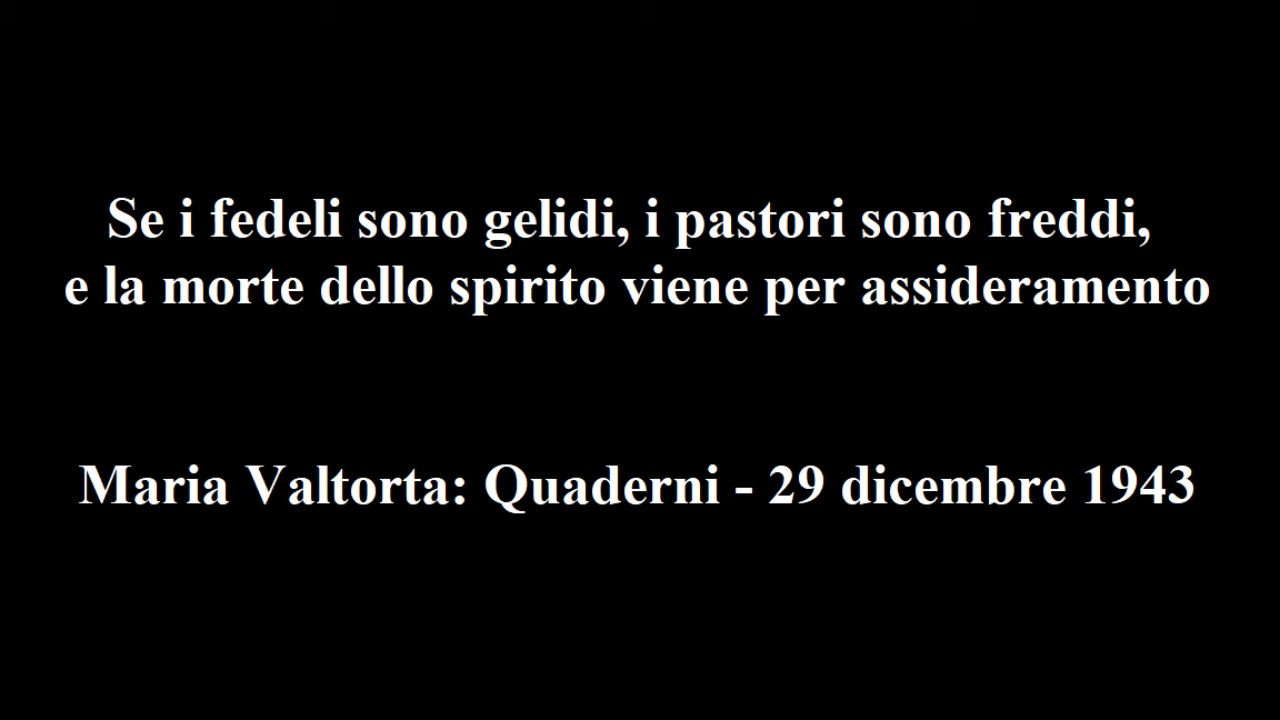 Se i fedeli sono gelidi, i pastori sono freddi,
e la morte dello spirito viene per assideramento
Maria Valtorta: Quaderni - 29 dicembre 1943